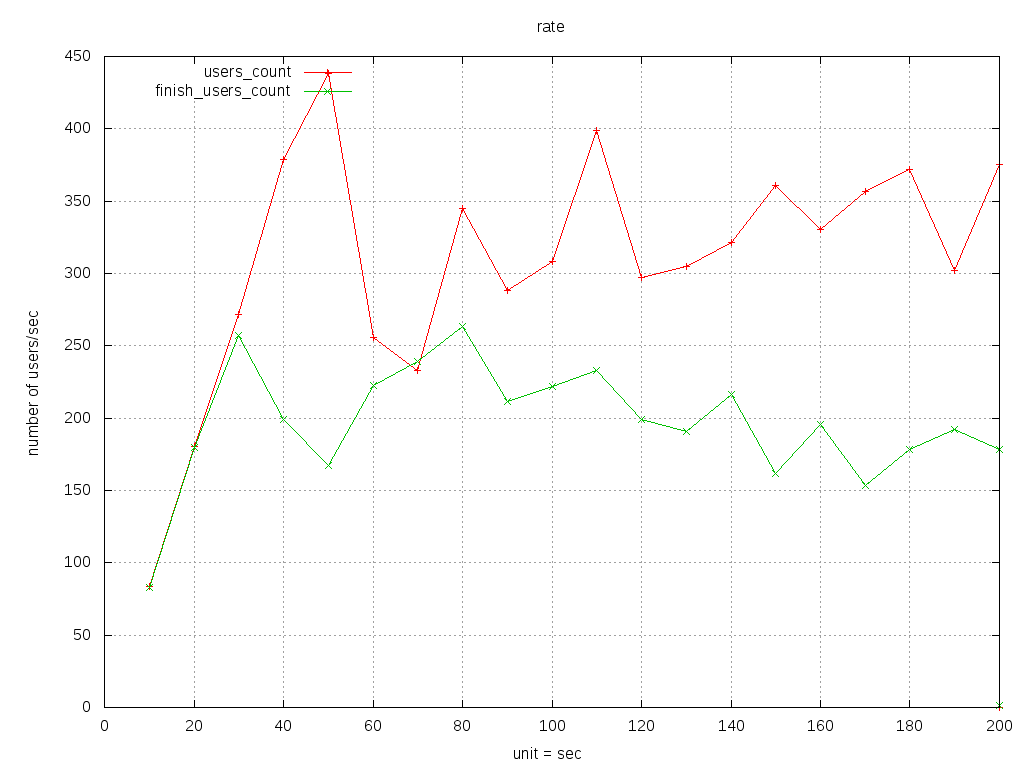 rate
450
400
350
300
250
200
150
100
50
0
users_count
finish_users_count
number of users/sec
0 20 40 60 80 100 120 140 160 180 200
unit = sec